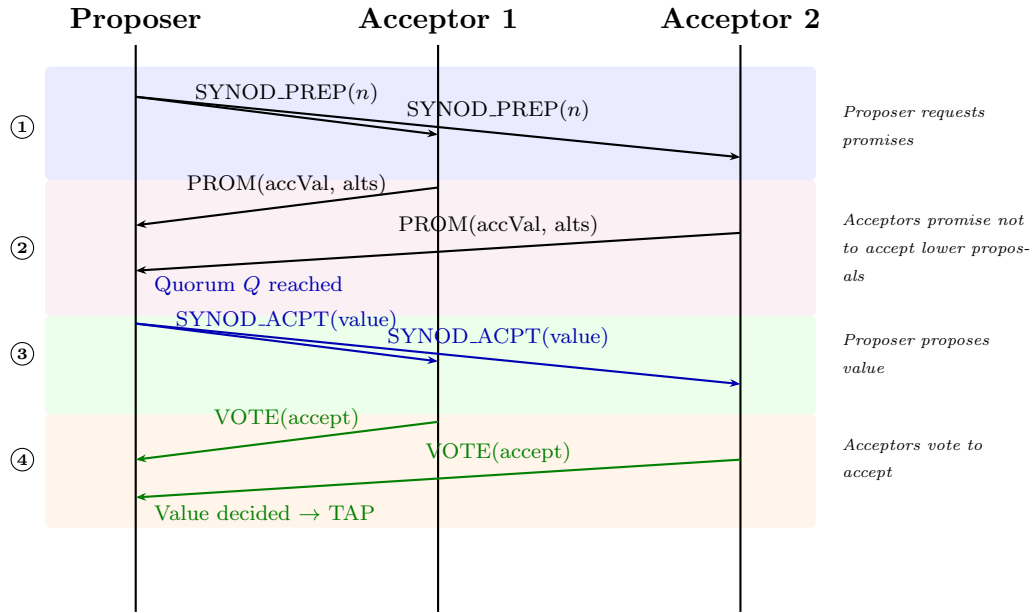 Proposer
Acceptor 1
Acceptor 2
SYNOD_PREP(n)
SYNOD_PREP(n)
1
Proposer requests
promises
PROM(accVal, alts)
PROM(accVal, alts)
2
Acceptors promise not
to accept lower propos-
als
Quorum Q reached
SYNOD_ACPT(value)
SYNOD_ACPT(value)
3
Proposer proposes
value
VOTE(accept)
VOTE(accept)
4
Acceptors vote to
accept
Value decided → TAP